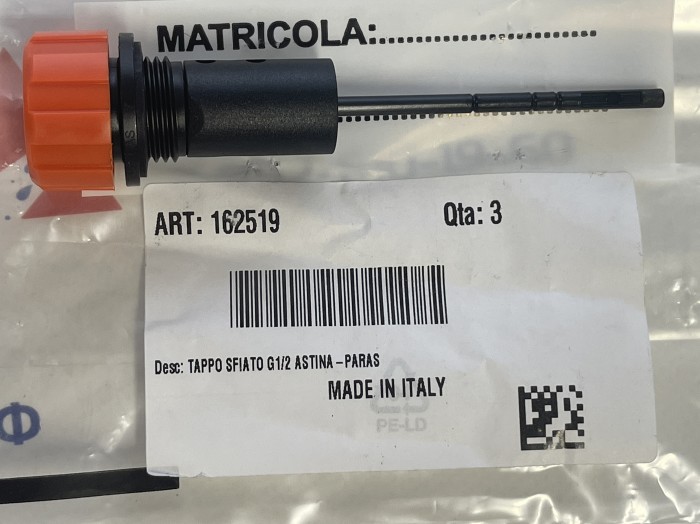 MATRICOLA:....................................
ART: 162519
Qta: 3
Desc: TAPPO SFIATO G1/2 ASTINA -PARAS
MADE IN ITALY
PE-LD